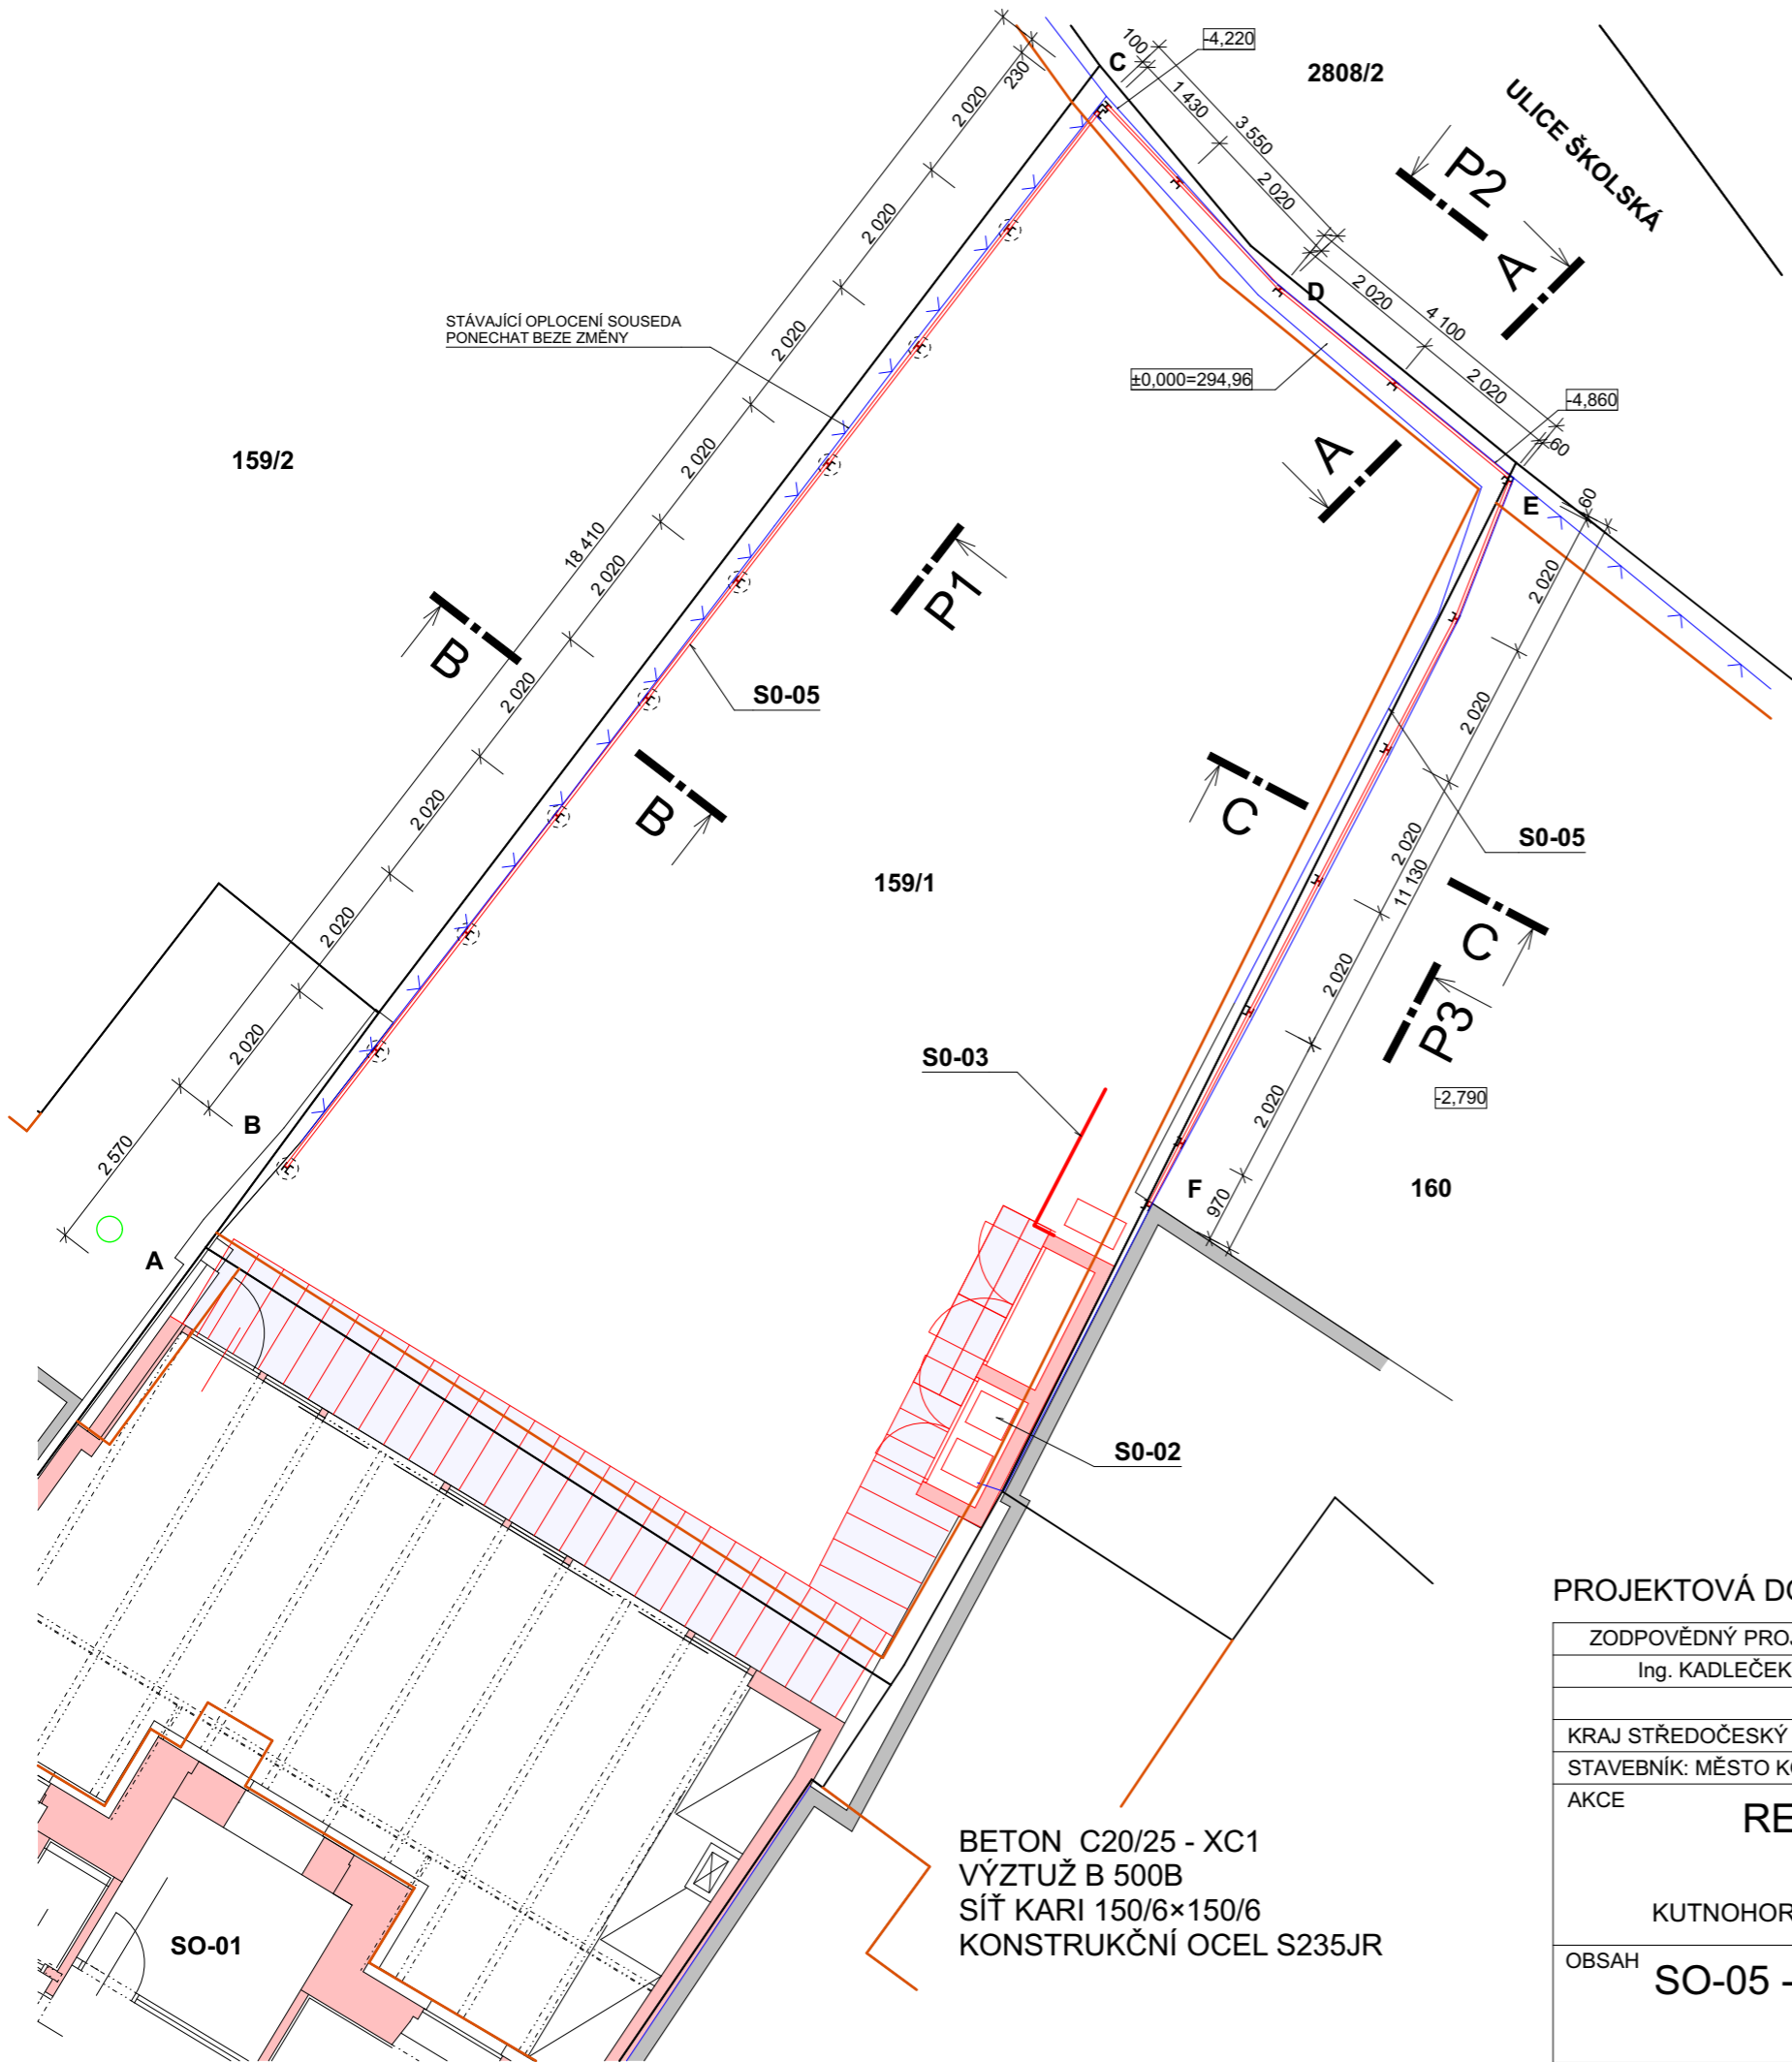 100
C
-4,220
2808/2
230
2 020
1 430
3 550
ULICE ŠKOLSKÁ
P2
2 020
2 020
A
D
2 020
4 100
STÁVAJÍCÍ OPLOCENÍ SOUSEDA
PONECHAT BEZE ZMĚNY
2 020
±0,000=294,96
2 020
-4,860
159/2
2 020
A
60
E
60
18 410
2 020
P1
2 020
B
2 020
S0-05
2 020
2 020
B
C
2 020
S0-05
11 130
159/1
2 020
C
2 020
P3
2 020
S0-03
-2,790
2 020
B
2 570
F
160
970
A
S0-02
PROJEKTOVÁ DO
ZODPOVĚDNÝ PROJ
Ing. KADLEČEK
KRAJ STŘEDOČESKÝ
STAVEBNÍK: MĚSTO KO
AKCE
RE
KUTNOHOR
OBSAH
SO-05 -
BETON C20/25 - XC1
VÝZTUŽ B 500B
SÍŤ KARI 150/6×150/6
KONSTRUKČNÍ OCEL S235JR
SO-01